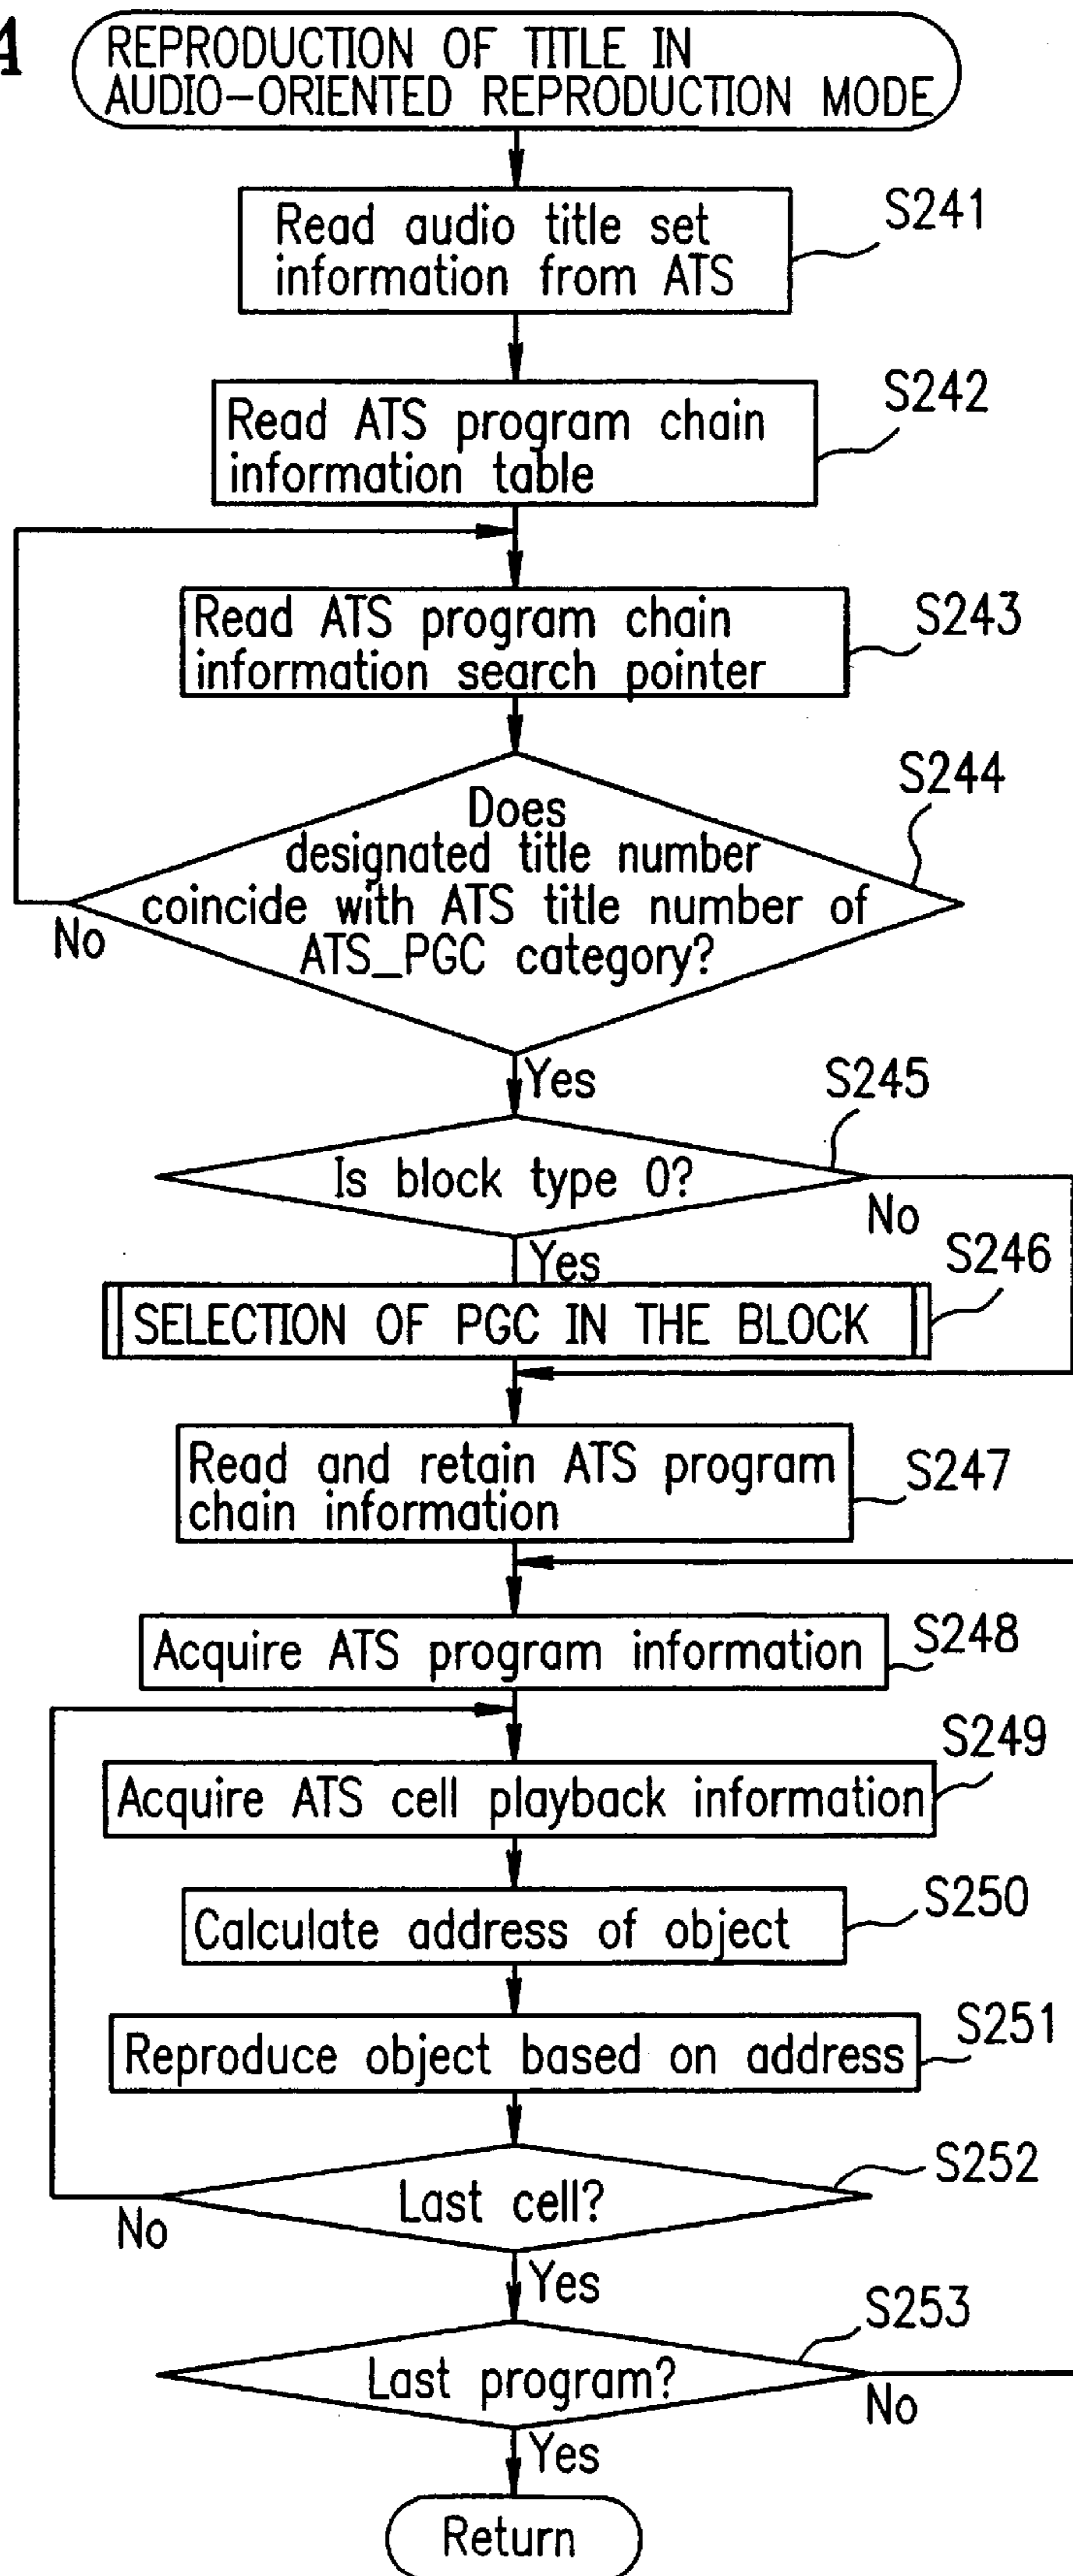 A
REPRODUCTION OF TITLE IN
AUDIO-ORIENTED REPRODUCTION MODE
Read audio title set
information from ATS
S241
Read ATS program chain
information table
S242
Read ATS program chain
information search pointer
S243
Does
designated title number
coincide with ATS title number of
ATS_PGC category?
S244
No
Yes
Is block type 0?
S245
No
Yes
SELECTION OF PGC IN THE BLOCK
S246
Read and retain ATS program
chain information
S247
Acquire ATS program information
S248
Acquire ATS cell playback information
S249
Calculate address of object
S250
Reproduce object based on address
S251
Last cell?
S252
No
Yes
Last program?
S253
No
Yes
Return